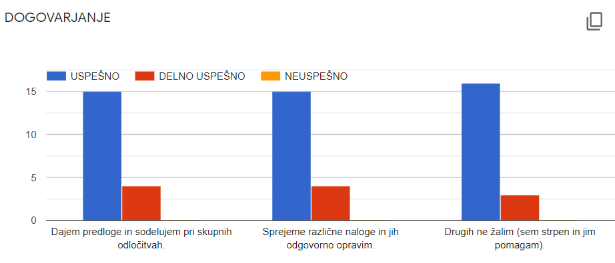 DOGOVARJANJE
USPEŠNO DELNO USPEŠNO NEUSPEŠNO
15
10
5
0
Dajem predloge in sodelujem pri skupnih
odločitvah.
Sprejeme različne naloge in jih
odgovorno opravim.
Drugih ne žalim (sem strpen in jim
pomagam).